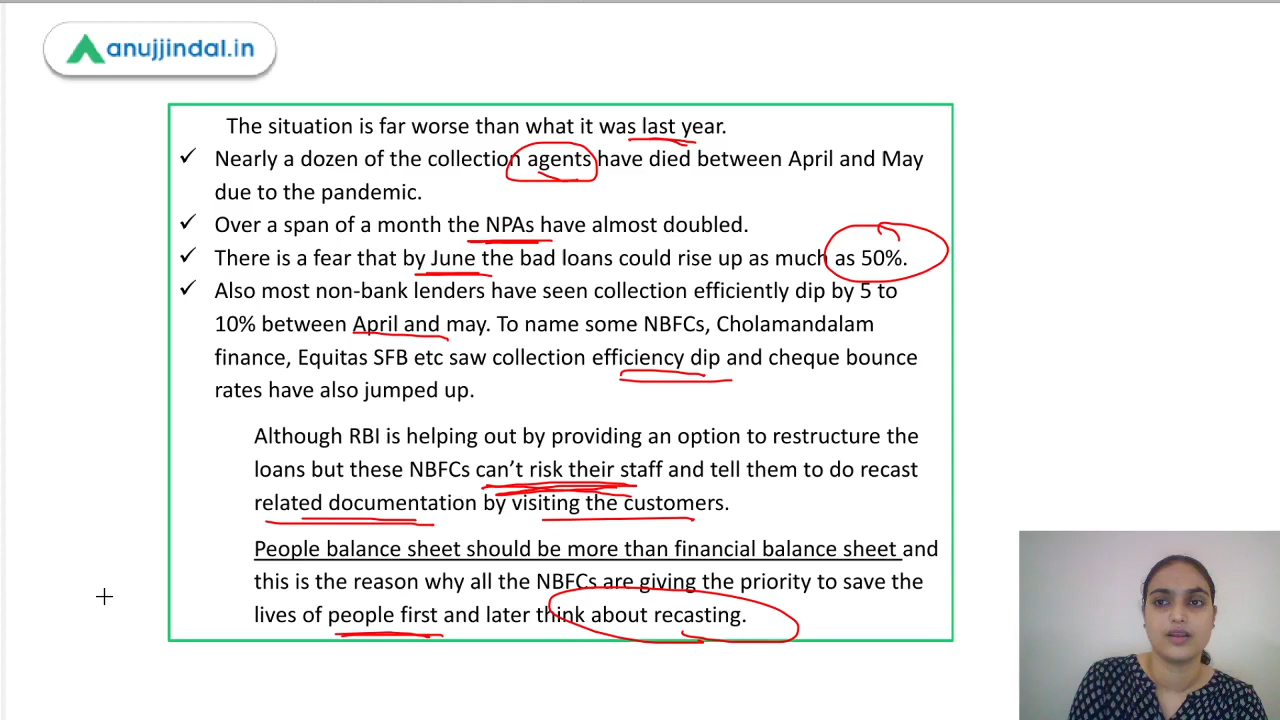 anujjindal.in
The situation is far worse than what it was last year.
✓ Nearly a dozen of the collection agents have died between April and May
due to the pandemic.
✓ Over a span of a month the NPAs have almost doubled.
✓ There is a fear that by June the bad loans could rise up as much as 50%.
✓ Also most non-bank lenders have seen collection efficiently dip by 5 to
10% between April and may. To name some NBFCs, Cholamandalam
finance, Equitas SFB etc saw collection efficiency dip and cheque bounce
rates have also jumped up.
Although RBI is helping out by providing an option to restructure the
loans but these NBFCs can't risk their staff and tell them to do recast
related documentation by visiting the customers.
People balance sheet should be more than financial balance sheet and
this is the reason why all the NBFCs are giving the priority to save the
lives of people first and later think about recasting.